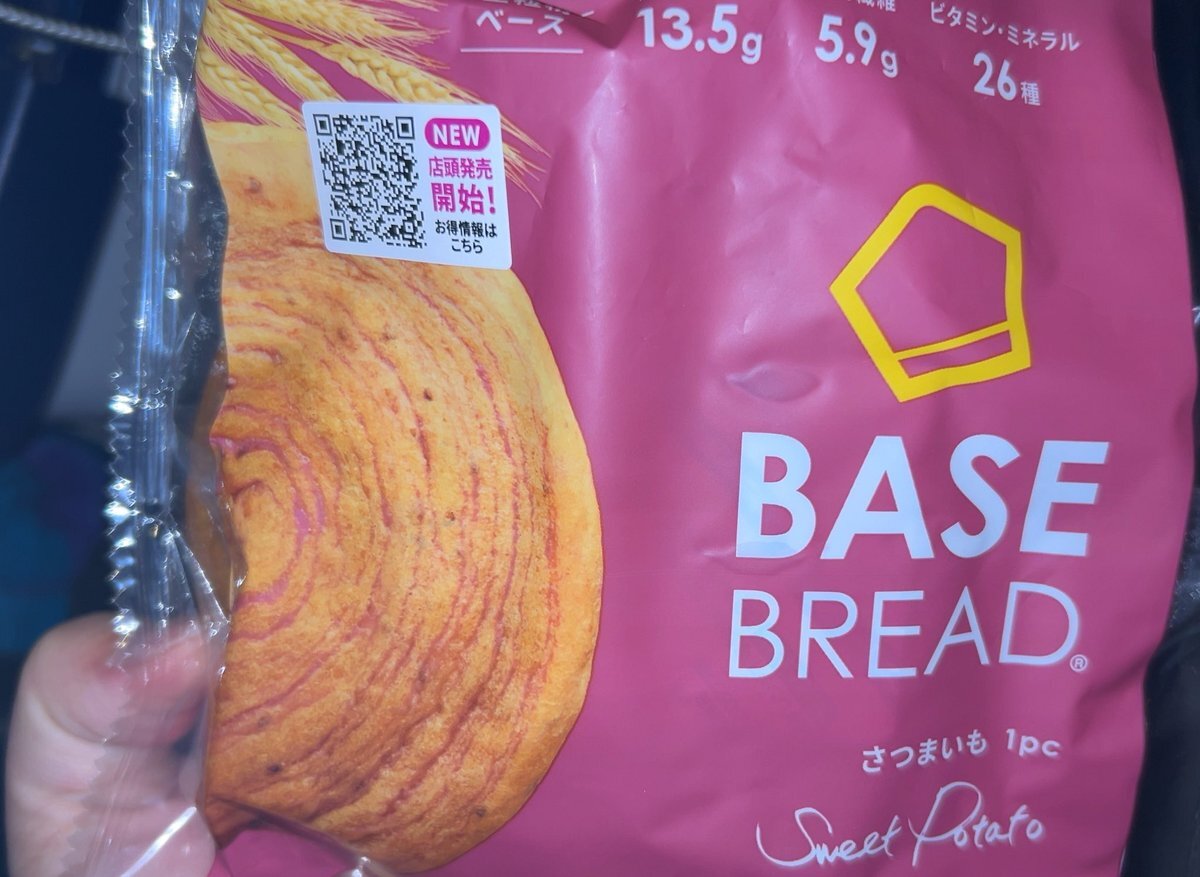 ベース
13.5g
5.9g
ビタミン・ミネラル
26種
NEW
店頭発売
開始!
お得情報は
こちら
BASE
BREAD®
さつまいも 1pc
Sweet Potato